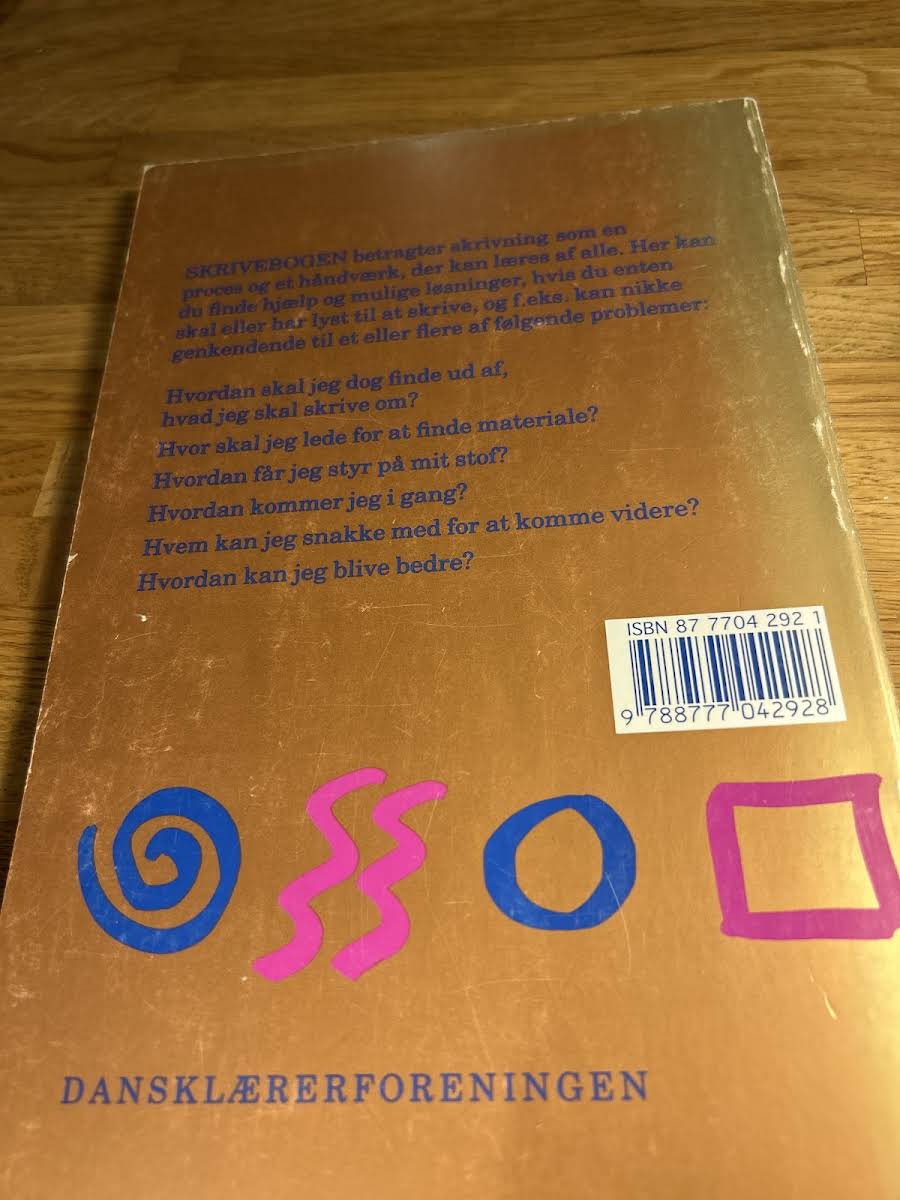 SKRIVEBOGEN betragter skrivning som en
proces og et håndværk, der kan læres af alle. Her kan
du finde hjælp og mulige løsninger, hvis du enten
skal eller har lyst til at skrive, og f.eks. kan nikke
genkendende til et eller flere af følgende problemer:
Hvordan skal jeg dog finde ud af,
hvad jeg skal skrive om?
Hvor skal jeg lede for at finde materiale?
Hvordan får jeg styr på mit stof?
Hvordan kommer jeg i gang?
Hvem kan jeg snakke med for at komme videre?
Hvordan kan jeg blive bedre?
ISBN 87 7704 292 1
9 788777 042928
DANSKLÆRERFORENINGEN